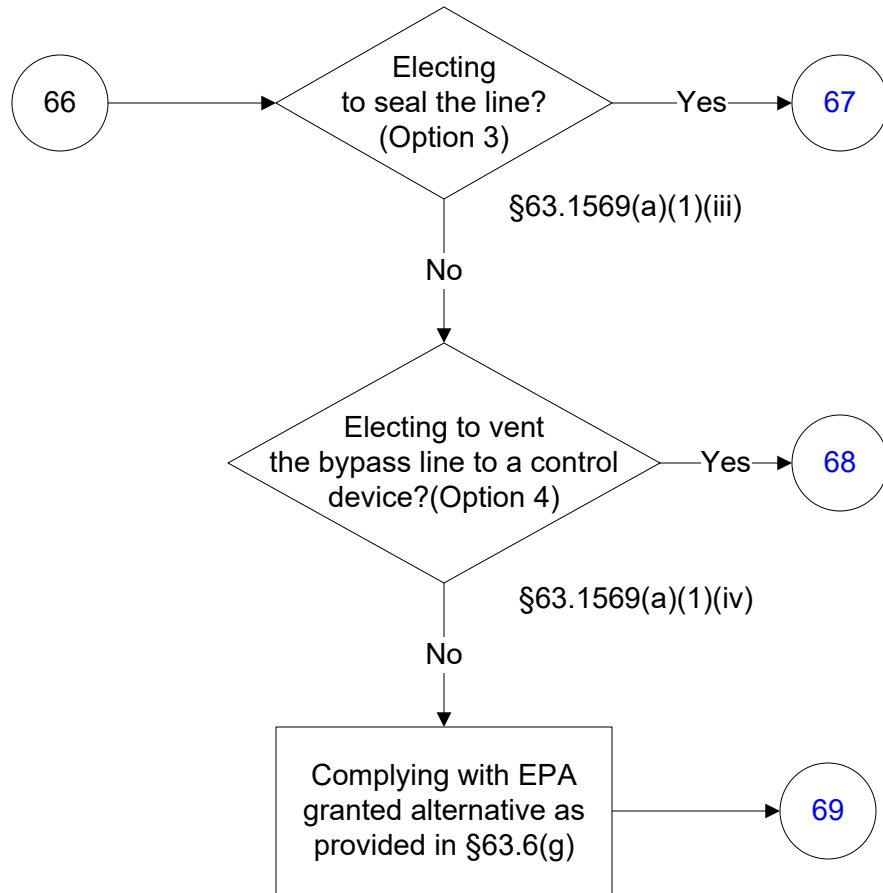 66
Electing
to seal the line?
(Option 3)
Yes
67
§63.1569(a)(1)(iii)
No
Electing to vent
the bypass line to a control
device?(Option 4)
Yes
68
§63.1569(a)(1)(iv)
No
Complying with EPA
granted alternative as
provided in §63.6(g)
69